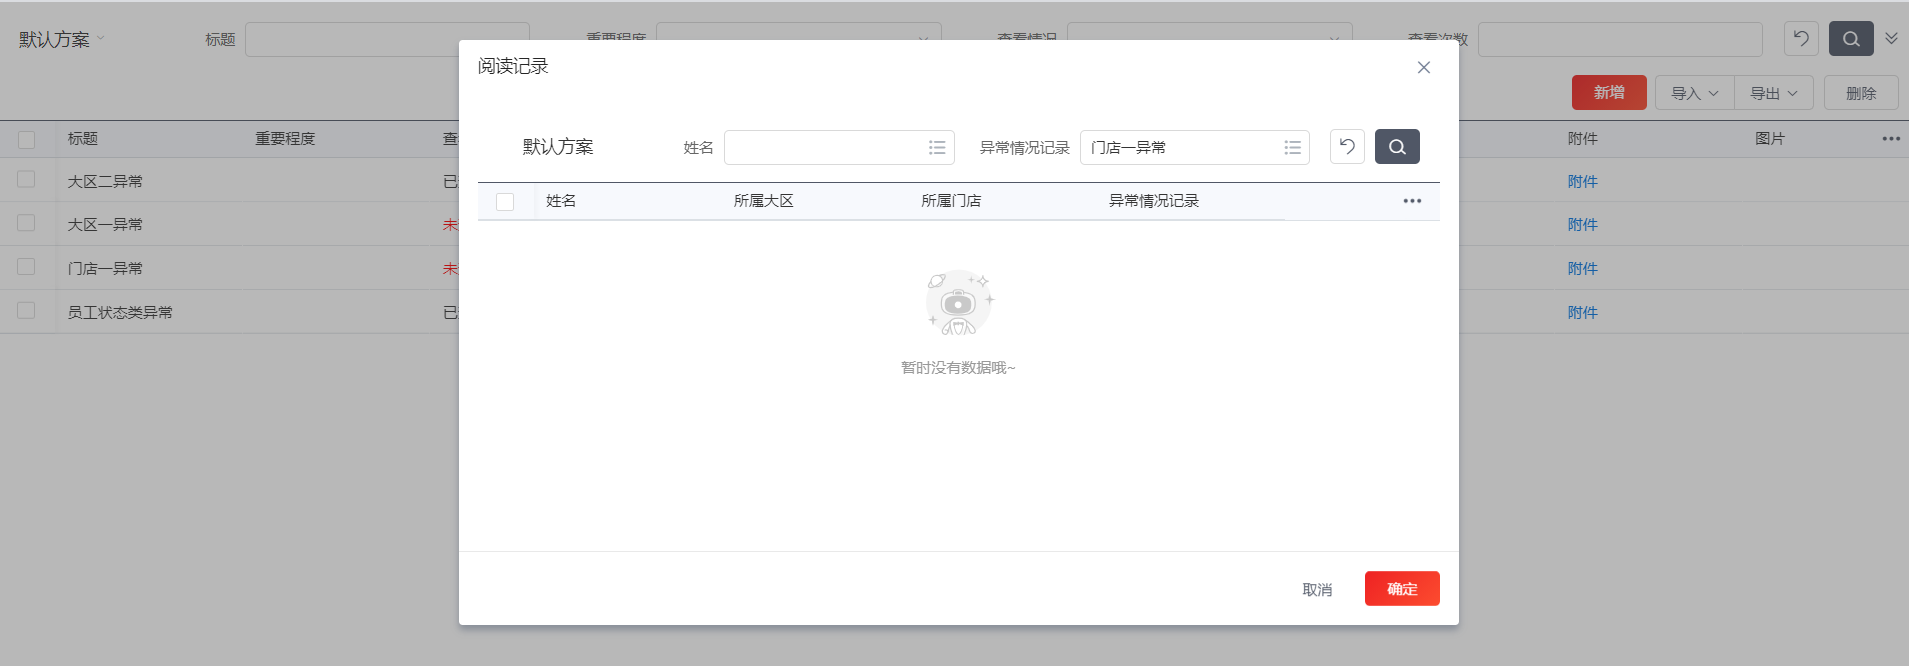 默认方案 标题 重要程度 查看情况 查看次数
新增 导入 导出 删除
标题 重要程度 查 附件 图片
大区二异常 已 附件
大区一异常 未 附件
门店一异常 未 附件
员工状态类异常 已 附件
阅读记录
默认方案 姓名 异常情况记录 门店一异常
姓名 所属大区 所属门店 异常情况记录
暂时没有数据哦~
取消 确定